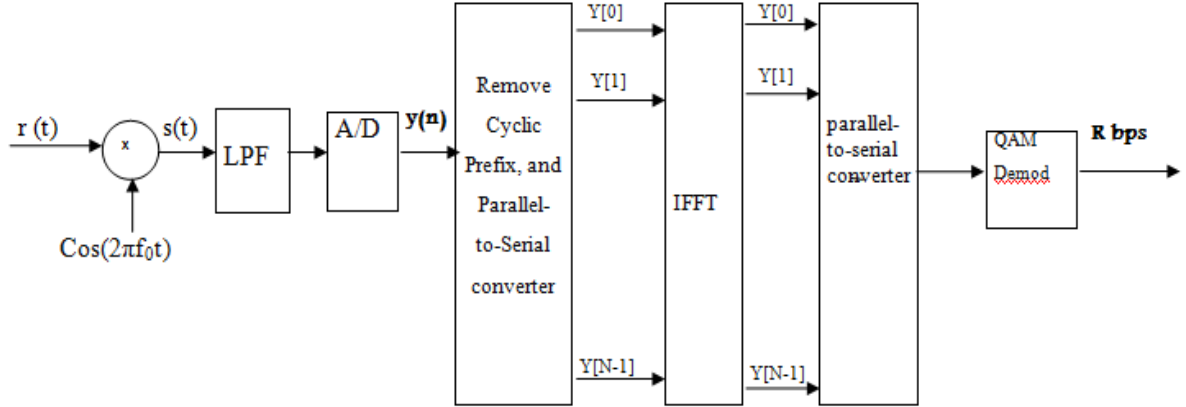 r (t)
x
s(t)
Cos(2πf₀t)
LPF
A/D
y(n)
Remove
Cyclic
Prefix, and
Parallel-
to-Serial
converter
Y[0]
Y[1]
Y[N-1]
IFFT
Y[0]
Y[1]
Y[N-1]
parallel-
to-serial
converter
QAM
Demod
R bps